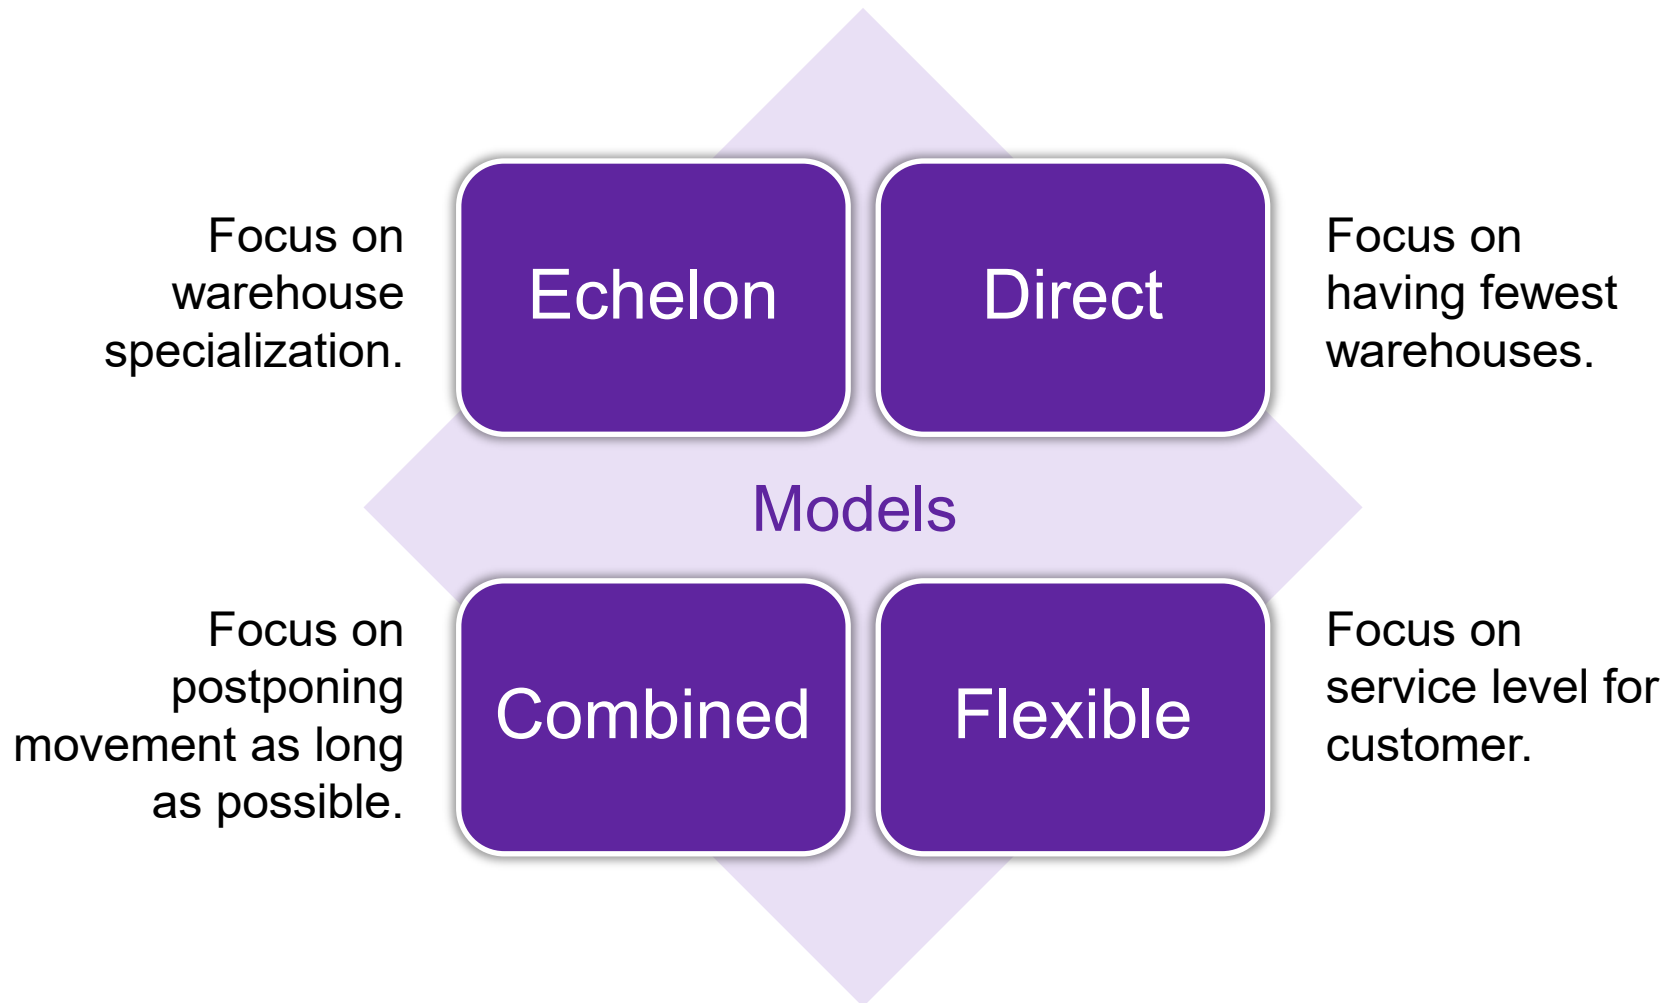 Focus on
warehouse
specialization.
Echelon
Direct
Focus on
having fewest
warehouses.
Models
Focus on
postponing
movement as long
as possible.
Combined
Flexible
Focus on
service level for
customer.